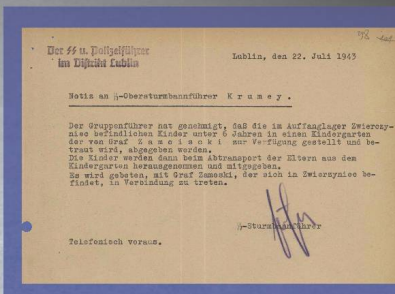 98
Der SS u. Polizeiführer
im Distrikt Lublin
Lublin, den 22. Juli 1943
Notiz an SS-Obersturmbannführer K r u m e y .
Der Gruppenführer hat genehmigt, daß die im Auffanglager Zwierczy-
niec befindlichen Kinder unter 6 Jahren in einen Kindergarten
der von Graf Z a m o i s k i zur Verfügung gestellt und be-
treut wird, abgegeben werden.
Die Kinder werden dann beim Abtransport der Eltern aus dem
Kindergarten herausgenommen und mitgegeben.
Es wird gebeten, mit Graf Zamoski, der sich in Zwierzyniec be-
findet, in Verbindung zu treten.
SS-Sturmbannführer
Telefonisch voraus.